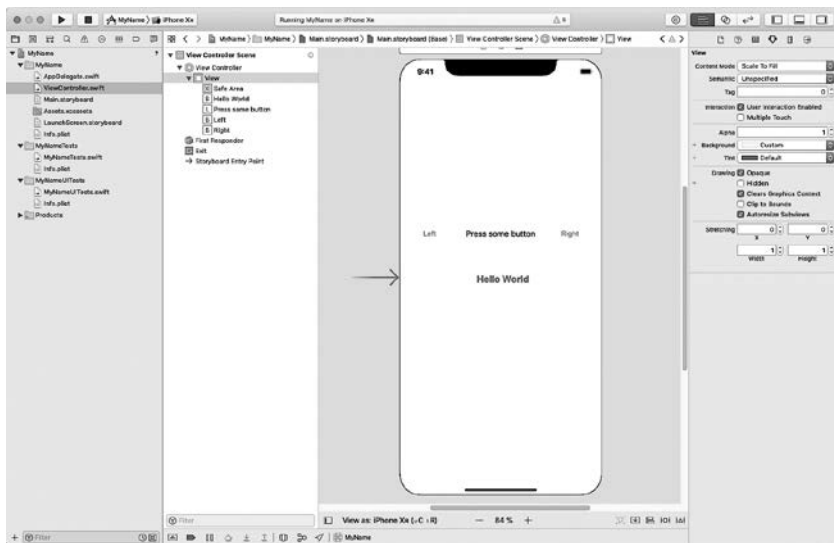 MyName
iPhone Xʀ
Running MyName on iPhone Xʀ
MyName
MyName
AppDelegate.swift
ViewController.swift
Main.storyboard
Assets.xcassets
LaunchScreen.storyboard
Info.plist
MyNameTests
MyNameTests.swift
Info.plist
MyNameUITests
MyNameUITests.swift
Info.plist
Products
Filter
MyName MyName Main.storyboard Main.storyboard (Base) View Controller Scene View Controller View
View Controller Scene
View Controller
View
Safe Area
B Hello World
L Press some button
B Left
B Right
First Responder
Exit
Storyboard Entry Point
Filter
9:41
Left Press some button Right
Hello World
View as: iPhone Xʀ (wC hR) — 84% +
MyName
View
Content Mode Scale To Fill
Semantic Unspecified
Tag 0
Interaction User Interaction Enabled
Multiple Touch
Alpha 1
+ Background Custom
+ Tint Default
Drawing Opaque
+ Hidden
Clears Graphics Context
Clip to Bounds
Autoresize Subviews
Stretching 0 0
X Y
1 1
Width Height